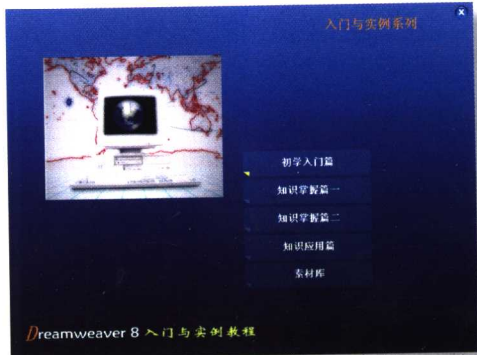 入门与实例系列
初学入门篇
知识掌握篇一
知识掌握篇二
知识应用篇
素材库
Dreamweaver 8 入门与实例教程